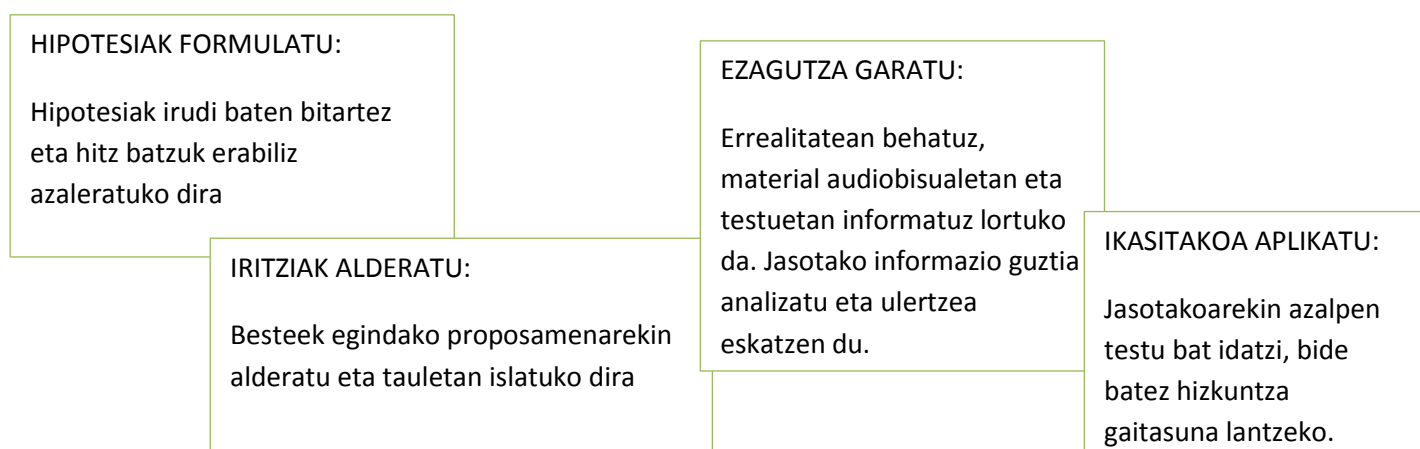 HIPOTESIAK FORMULATU:
Hipotesiak irudi baten bitartez
eta hitz batzuk erabiliz
azaleratuko dira
IRITZIAK ALDERATU:
Besteek egindako proposamenarekin
alderatu eta tauletan islatuko dira
EZAGUTZA GARATU:
Errealitatean behatuz,
material audiobisualetan eta
testuetan informatuz lortuko
da. Jasotako informazio guztia
analizatu eta ulertzea
eskatzen du.
IKASITAKOA APLIKATU:
Jasotakoarekin azalpen
testu bat idatzi, bide
batez hizkuntza
gaitasuna lantzeko.